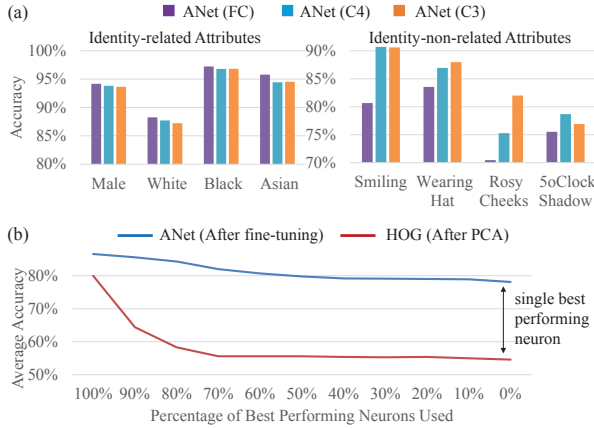 (a)
ANet (FC) ANet (C4) ANet (C3)
Identity-related Attributes
Identity-non-related Attributes
Accuracy
100%
95%
90%
85%
80%
Male White Black Asian
90%
80%
70%
Smiling Wearing Hat Rosy Cheeks 5oClock Shadow
(b)
ANet (After fine-tuning) HOG (After PCA)
Average Accuracy
80%
70%
60%
50%
single best
performing
neuron
100% 90% 80% 70% 60% 50% 40% 30% 20% 10% 0%
Percentage of Best Performing Neurons Used